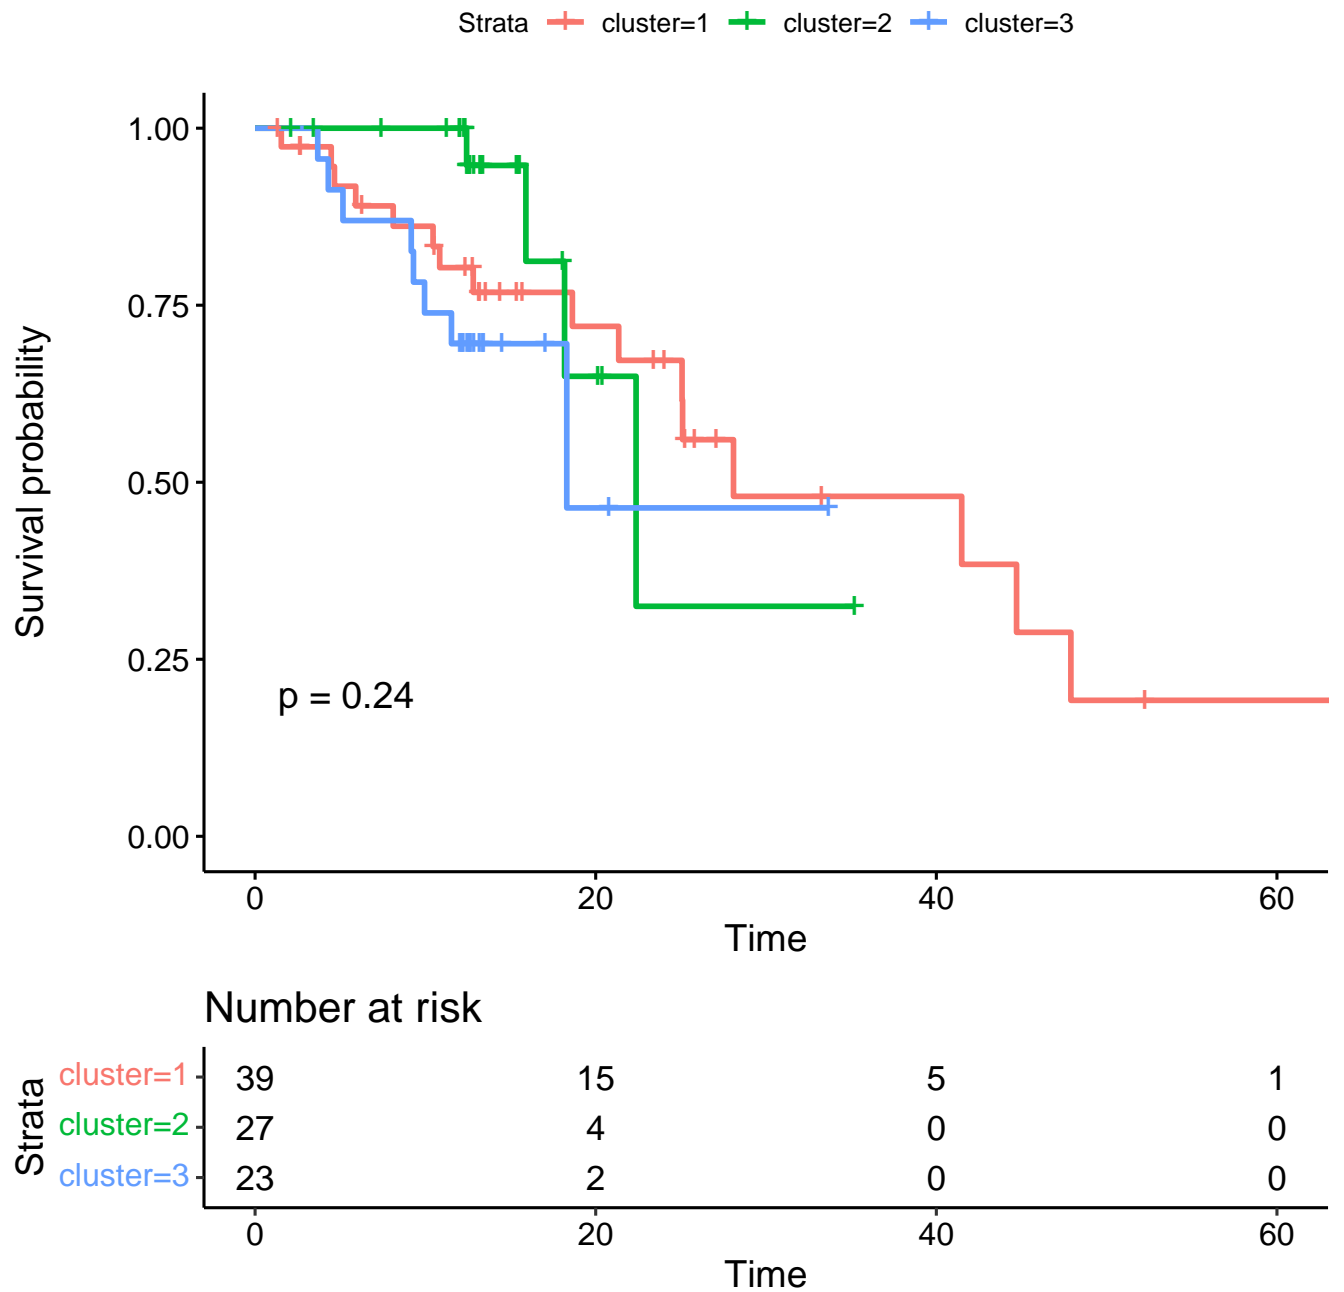 Strata cluster=1 cluster=2 cluster=3
Survival probability
1.00
0.75
0.50
0.25
0.00
p = 0.24
0 20 40 60
Time
Number at risk
Strata
cluster=1 39 15 5 1
cluster=2 27 4 0 0
cluster=3 23 2 0 0
0 20 40 60
Time